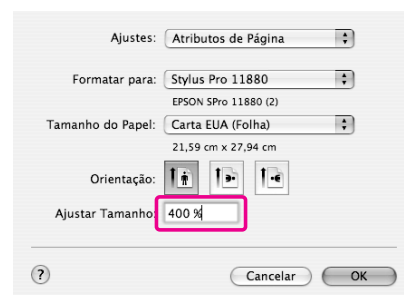 Ajustes: Atributos de Página
Formatar para: Stylus Pro 11880
EPSON SPro 11880 (2)
Tamanho do Papel: Carta EUA (Folha)
21,59 cm x 27,94 cm
Orientação:
Ajustar Tamanho: 400 %
? Cancelar OK